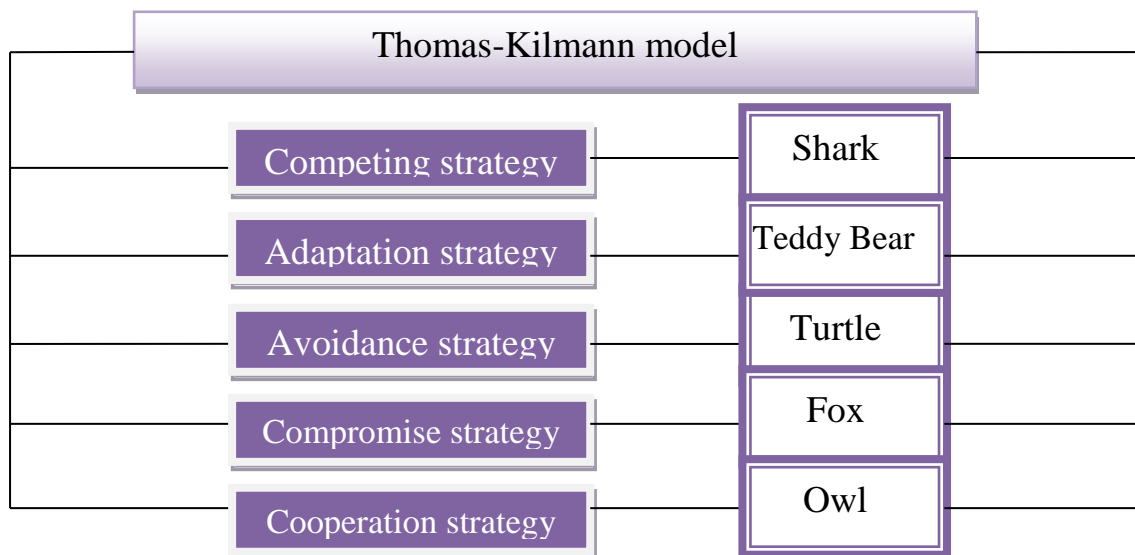 Thomas-Kilmann model
Competing strategy
Shark
Adaptation strategy
Teddy Bear
Avoidance strategy
Turtle
Compromise strategy
Fox
Cooperation strategy
Owl